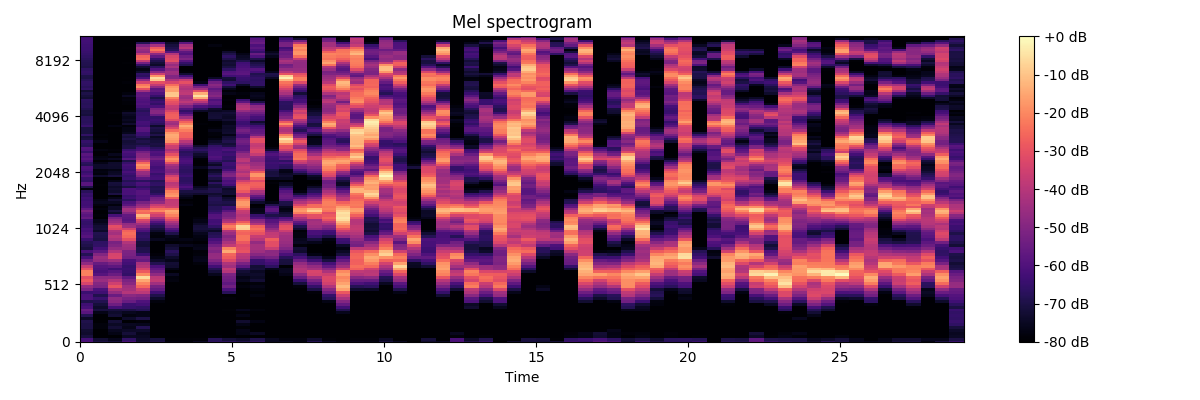 Mel spectrogram
Hz
8192
4096
2048
1024
512
0
0 5 10 15 20 25
Time
+0 dB
-10 dB
-20 dB
-30 dB
-40 dB
-50 dB
-60 dB
-70 dB
-80 dB